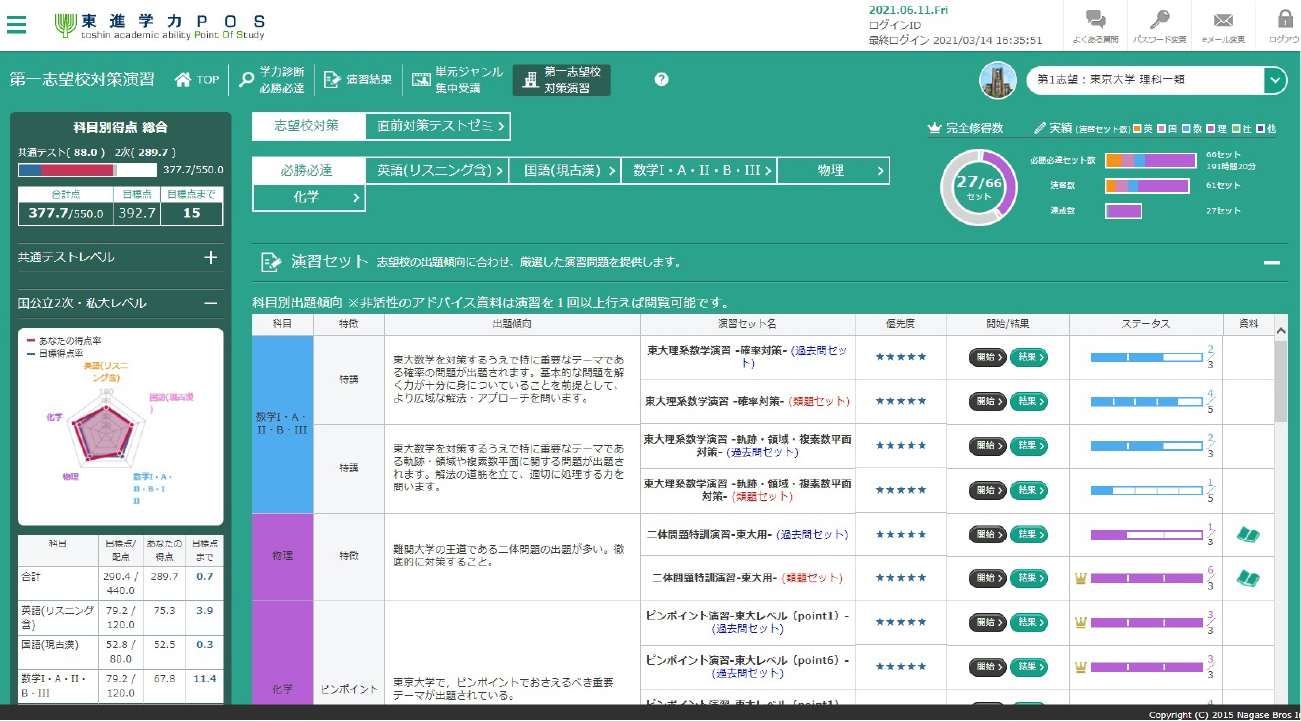 東進学力POS
toshin academic ability Point Of Study
2021.06.11.Fri
ログインID
最終ログイン 2021/03/14 16:35:51
よくある質問
パスワード変更
eメール変更
ログアウ
第一志望校対策演習
TOP
学力診断
必勝必達
演習結果
単元ジャンル
集中受講
第一志望校
対策演習
?
第1志望:東京大学 理科一類
科目別得点 総合
共通テスト( 88.0 ) 2次( 289.7 )
377.7/550.0
合計点 目標点 目標点まで
377.7/550.0 392.7 15
共通テストレベル
国公立2次・私大レベル
あなたの得点率
目標得点率
英語(リスニ
ング含)
国語(現古漢
)
数学I・A・
II・B・I
II
物理
化学
100
科目 目標点/
配点 あなたの
得点 目標点
まで
合計 290.4 /
440.0 289.7 0.7
英語(リスニング
含) 79.2 /
120.0 75.3 3.9
国語(現古漢) 52.8 /
80.0 52.5 0.3
数学I・A・II・
B・III 79.2 /
120.0 67.8 11.4
志望校対策
直前対策テストゼミ
必勝必達
英語(リスニング含)
国語(現古漢)
数学I・A・II・B・III
物理
化学
完全修得数
27/66
セット
実績 (演習セット数) 英 国 数 理 社 他
必勝必達セット数 66セット
191時間20分
演習数 61セット
達成数 27セット
演習セット 志望校の出題傾向に合わせ、厳選した演習問題を提供します。
科目別出題傾向 ※非活性のアドバイス資料は演習を1回以上行えば閲覧可能です。
科目 特徴 出題傾向 演習セット名 優先度 開始/結果 ステータス 資料
数学I・A・
II・B・III
特講
東大数学を対策するうえで特に重要なテーマであ
る確率の問題が出題されます。基本的な問題を解
く力が十分に身についていることを前提として、
より広域な解法・アプローチを問います。
東大理系数学演習 -確率対策- (過去問セッ
ト)
★★★★★ 開始 結果 2/3
東大理系数学演習 -確率対策- (類題セット)
★★★★★ 開始 結果 4/5
特講
東大数学を対策するうえで特に重要なテーマであ
る軌跡・領域や複素数平面に関する問題が出題さ
れます。解法の道筋を立て、適切に処理する力を
問います。
東大理系数学演習 -軌跡・領域・複素数平面
対策- (過去問セット)
★★★★★ 開始 結果 2/3
東大理系数学演習 -軌跡・領域・複素数平面
対策- (類題セット)
★★★★★ 開始 結果 1/5
物理
特徴
難関大学の王道である二体問題の出題が多い。徹
底的に対策すること。
二体問題特訓演習-東大用- (過去問セット)
★★★★★ 開始 結果 1/3
二体問題特訓演習-東大用- (類題セット)
★★★★★ 開始 結果 6/3
化学
ピンポイント
東京大学で，ピンポイントでおさえるべき重要
テーマが出題されている。
ピンポイント演習-東大レベル（point1）-
(過去問セット)
★★★★★ 開始 結果 3/3
ピンポイント演習-東大レベル（point6）-
(過去問セット)
★★★★★ 開始 結果 3/3
Copyright (C) 2015 Nagase Bros I